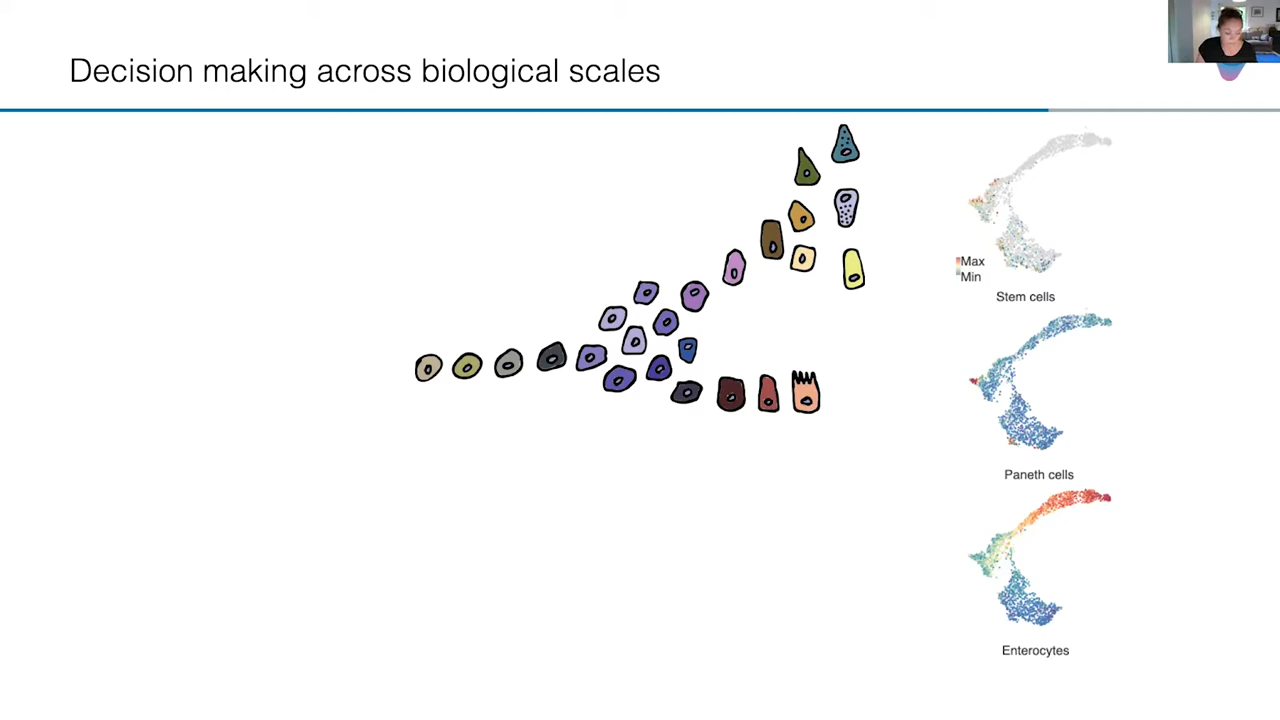 Decision making across biological scales
Max
Min
Stem cells
Paneth cells
Enterocytes